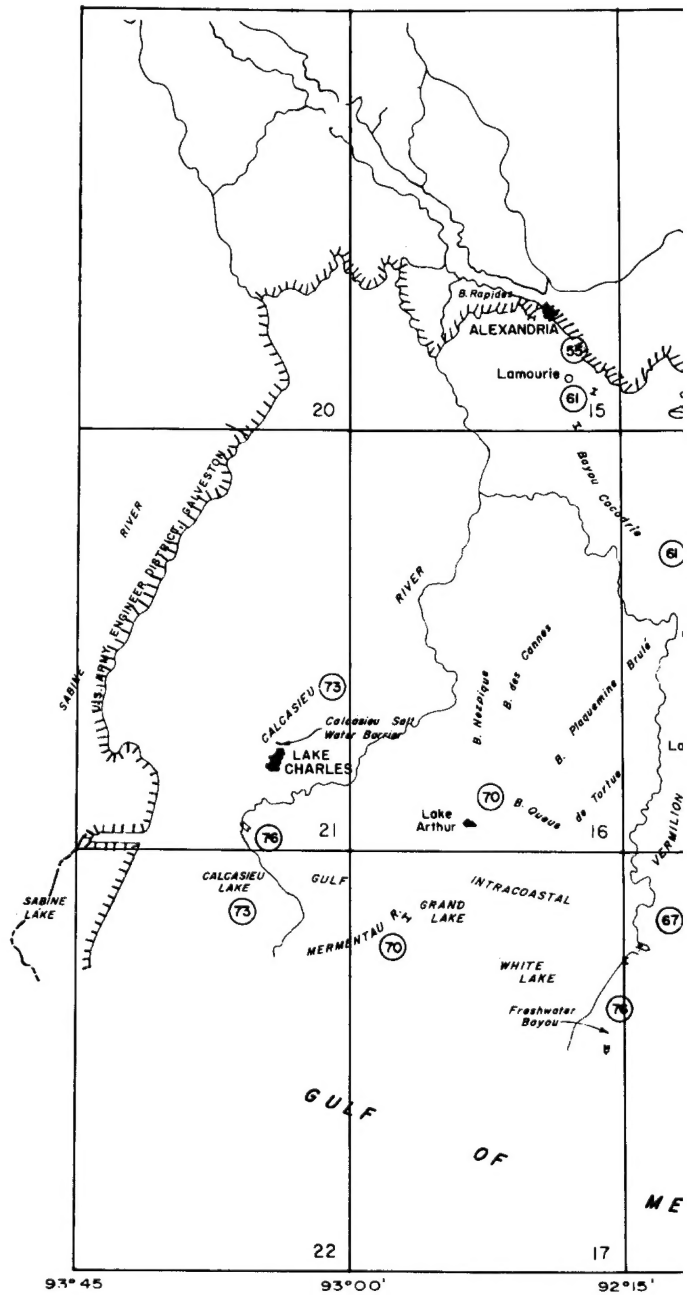 B. Rapides
ALEXANDRIA
55
Lamourie
61
20
15
Bayou Cocodrie
U.S. ARMY ENGINEER DISTRICT, GALVESTON
RIVER
61
RIVER
SABINE
73
CALCASIEU
B. Nezpique
B. des Cannes
B. Plaquemine Brulé
Calcasieu Salt
Water Barrier
LAKE
CHARLES
La
70
B. Queue de Tortue
Lake
Arthur
VERMILION
76
21
16
CALCASIEU
LAKE
GULF
INTRACOASTAL
SABINE
LAKE
73
GRAND
LAKE
67
MERMENTAU R.
70
WHITE
LAKE
76
Freshwater
Bayou
GULF
OF
ME
22
17
93°45
93°00'
92°15'